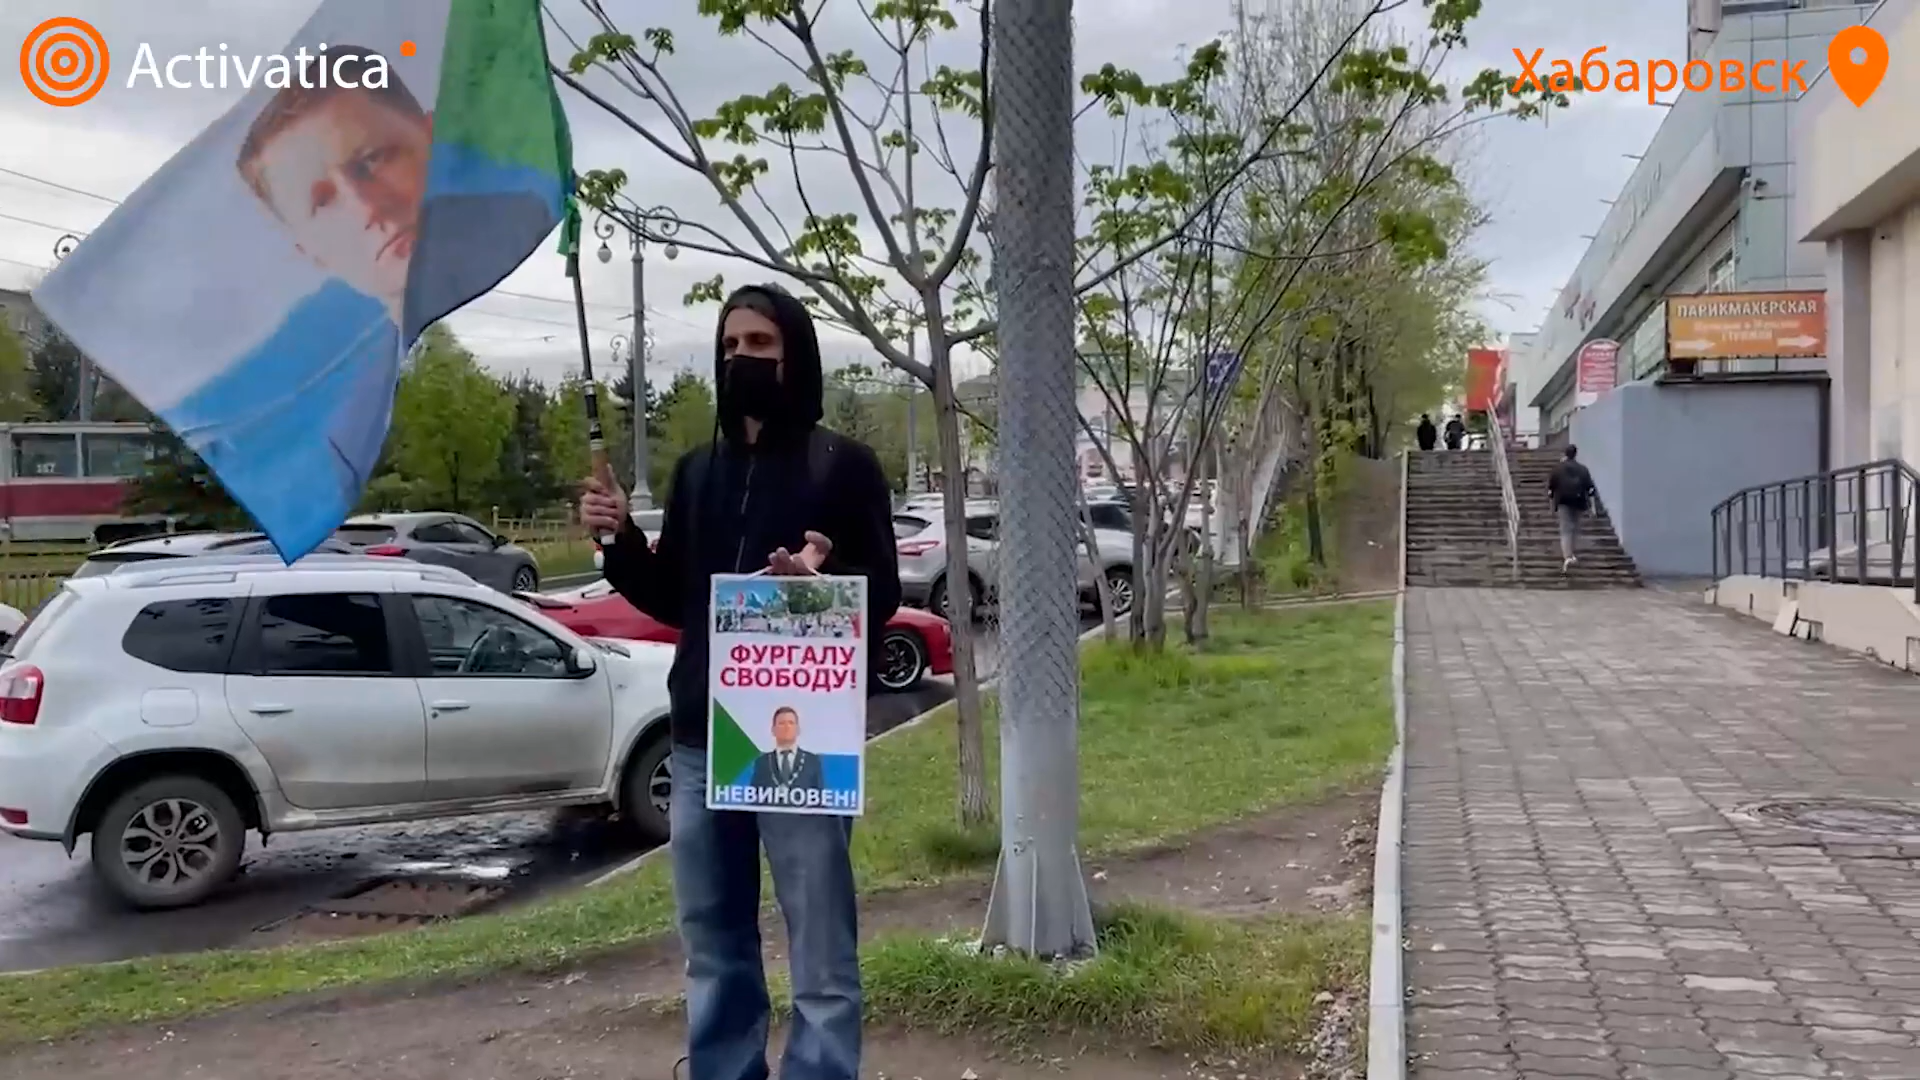 Activatica
Хабаровск
ПАРИКМАХЕРСКАЯ
ФУРГАЛУ
СВОБОДУ!
НЕВИНОВЕН!